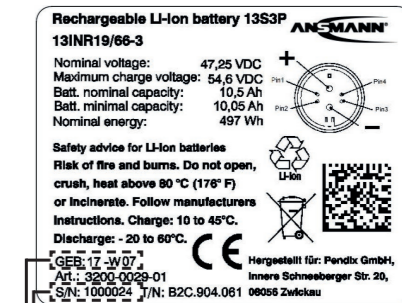 Rechargeable Li-Ion battery 13S3P
ANSMANN®
13INR19/66-3
Nominal voltage: 47,25 VDC
Maximum charge voltage: 54,6 VDC
Batt. nominal capacity: 10,5 Ah
Batt. minimal capacity: 10,05 Ah
Nominal energy: 497 Wh
+
Pin1
Pin4
Pin2
Pin3
−
Safety advice for Li-Ion batteries
Risk of fire and burns. Do not open,
crush, heat above 80 °C (176° F)
or incinerate. Follow manufacturers
instructions. Charge: 10 to 45°C.
Discharge: - 20 to 60°C.
Li-Ion
CE
GEB: 17 -W07
Art.: 3200-0029-01
S/N: 1000024 T/N: B2C.904.061
Hergestellt für: Pendix GmbH,
Innere Schneeberger Str. 20,
08056 Zwickau